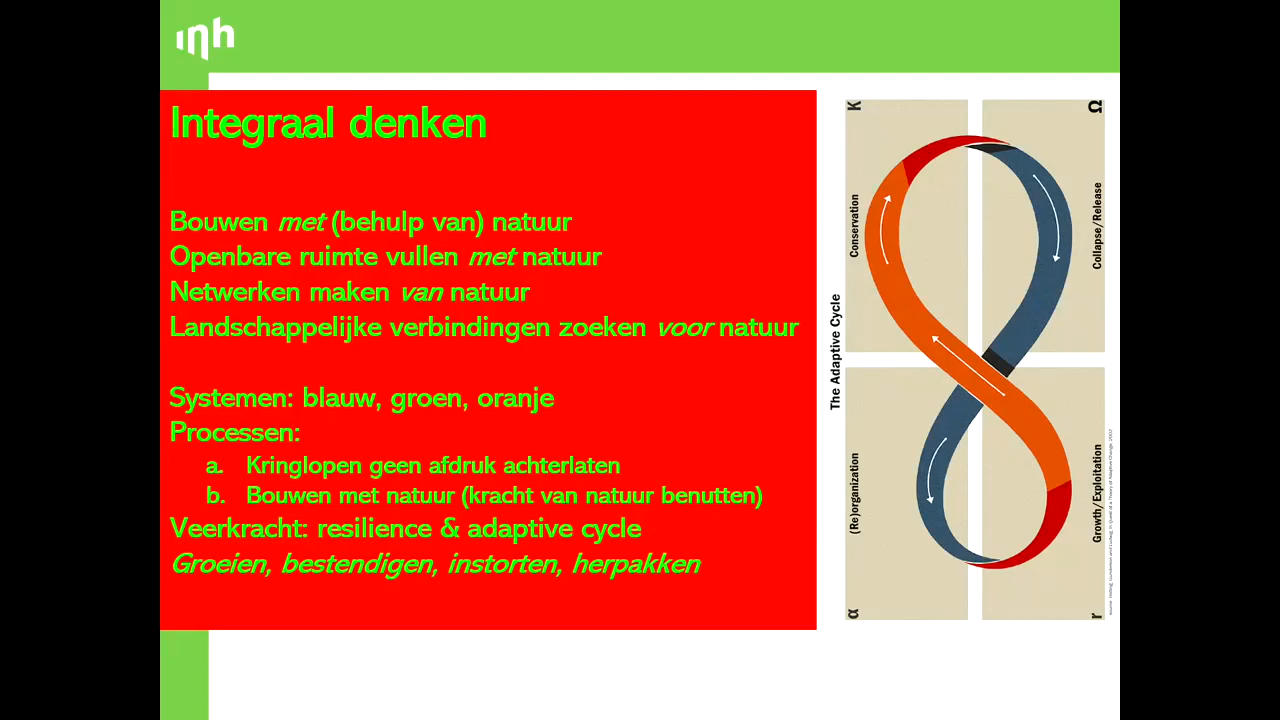 inh
Integraal denken
Bouwen met (behulp van) natuur
Openbare ruimte vullen met natuur
Netwerken maken van natuur
Landschappelijke verbindingen zoeken voor natuur
Systemen: blauw, groen, oranje
Processen:
a. Kringlopen geen afdruk achterlaten
b. Bouwen met natuur (kracht van natuur benutten)
Veerkracht: resilience & adaptive cycle
Groeien, bestendigen, instorten, herpakken
The Adaptive Cycle
K
Conservation
Ω
Collapse/Release
α
(Re)organization
r
Growth/Exploitation